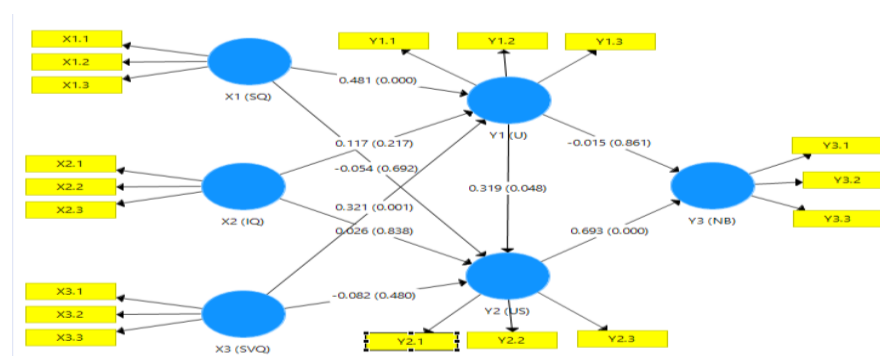 X1.1
X1.2
X1.3
X1 (SQ)
Y1.1
Y1.2
Y1.3
0.481 (0.000)
Y1 (U)
0.117 (0.217)
-0.054 (0.692)
-0.015 (0.861)
X2.1
X2.2
X2.3
X2 (IQ)
0.321 (0.001)
0.026 (0.838)
0.319 (0.048)
Y3.1
Y3.2
Y3.3
Y3 (NB)
0.693 (0.000)
X3.1
X3.2
X3.3
X3 (SVQ)
-0.082 (0.480)
Y2 (US)
Y2.1
Y2.2
Y2.3